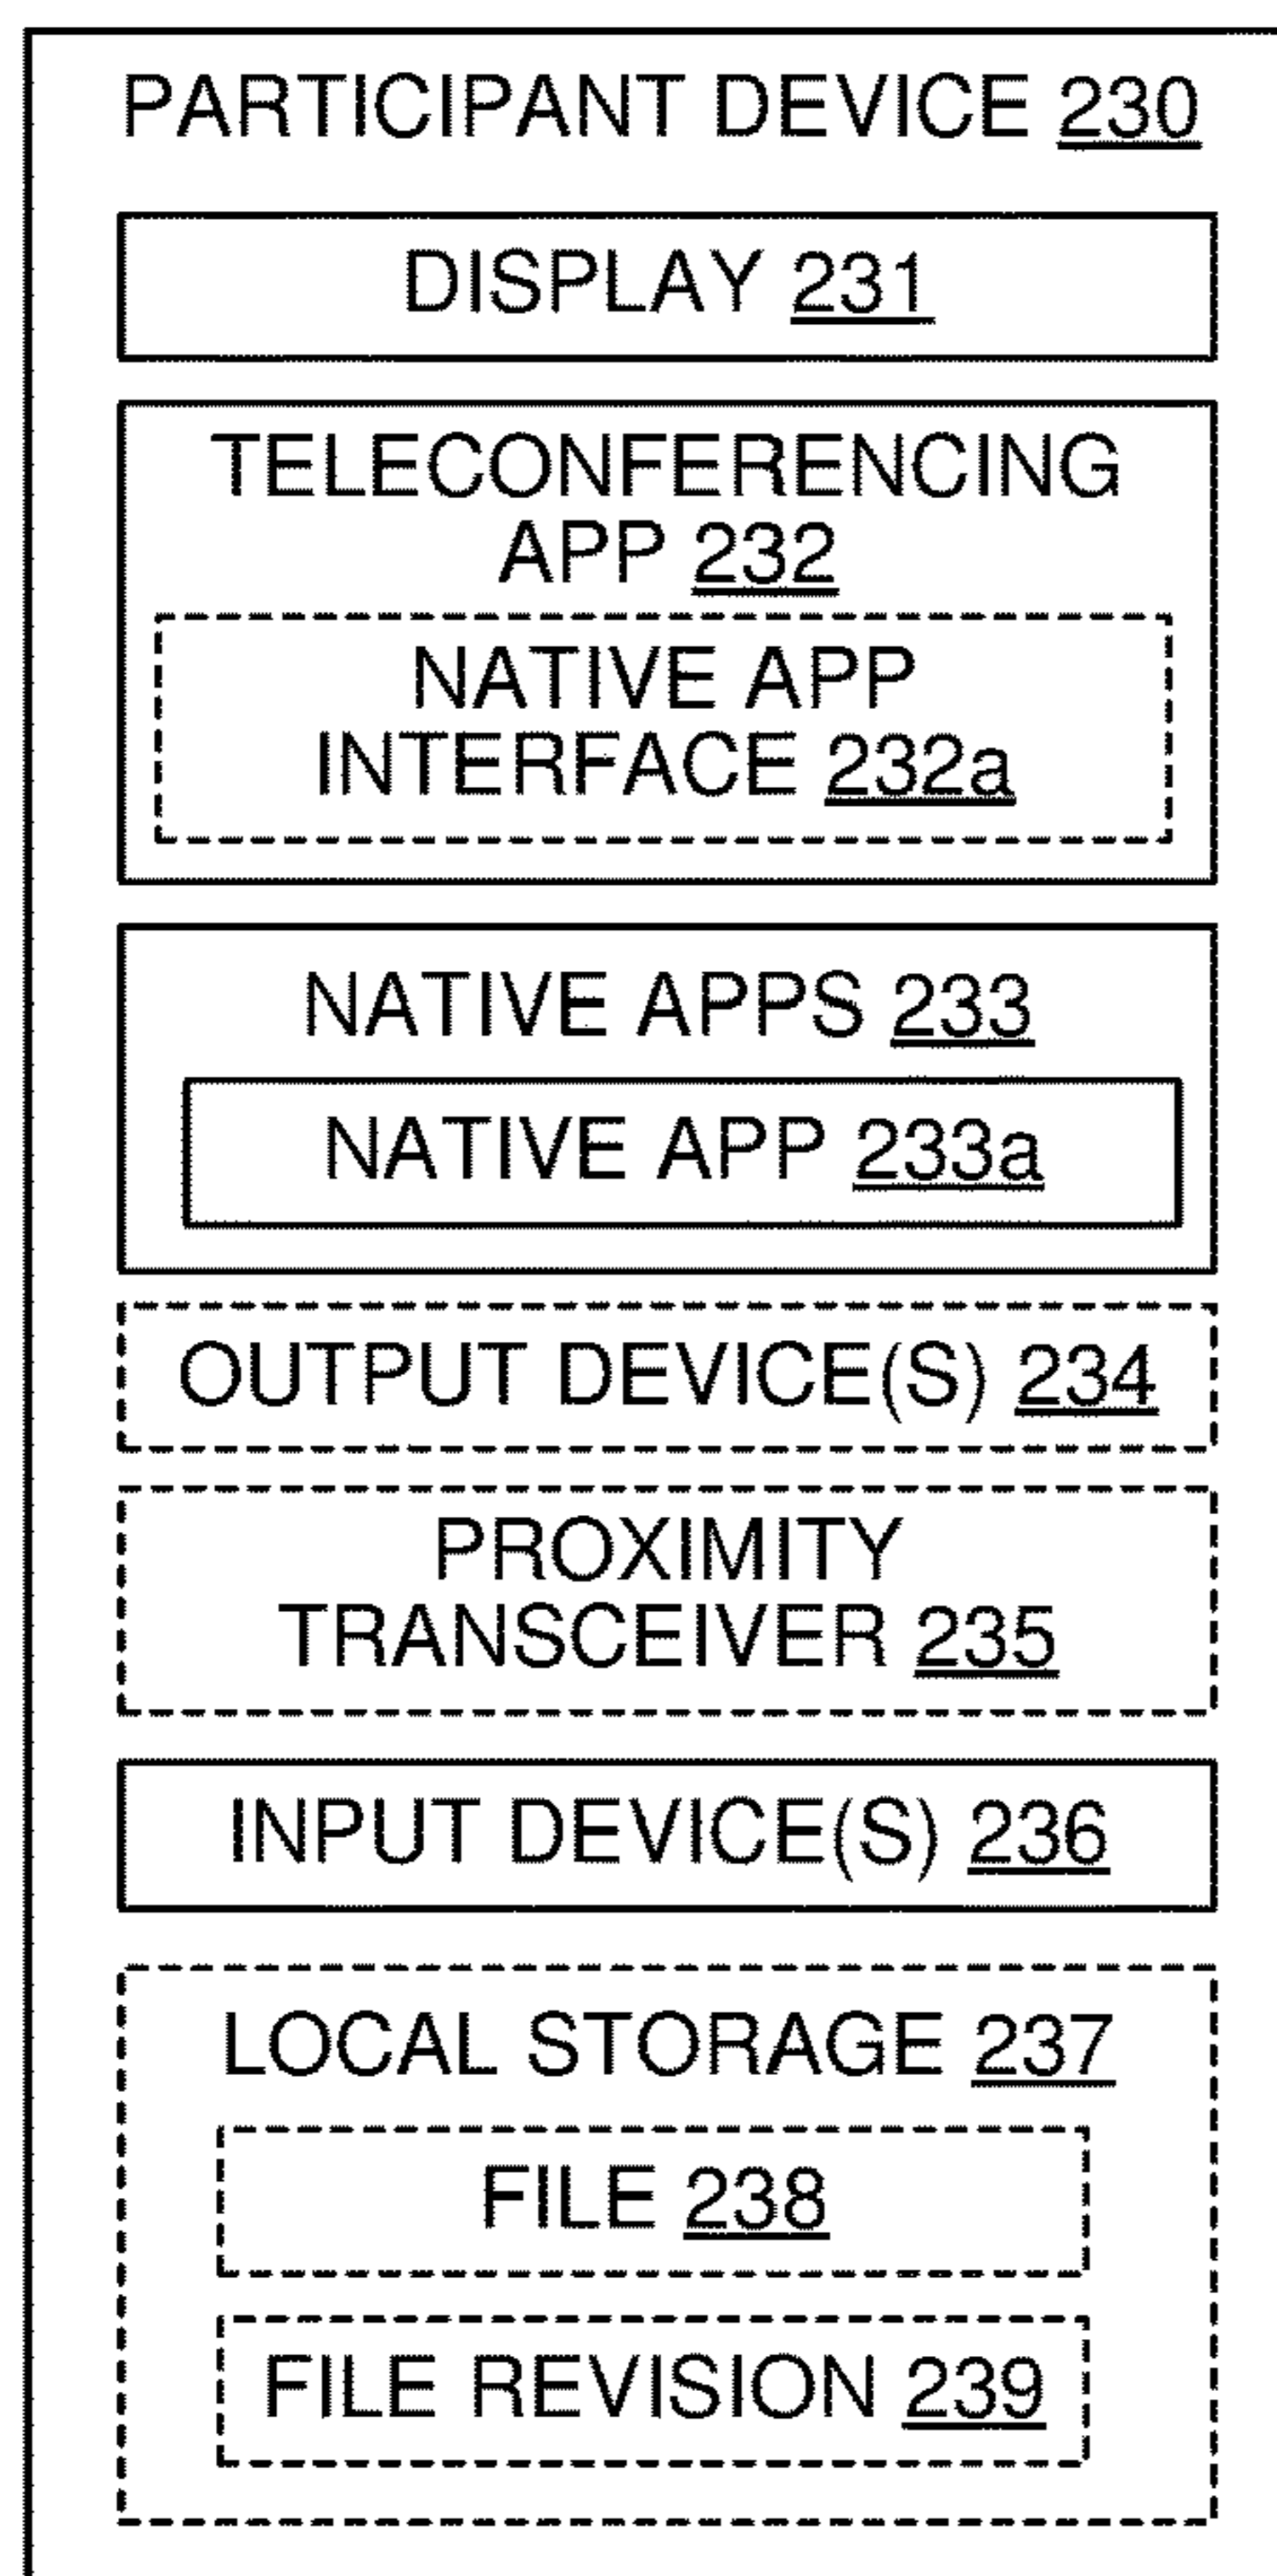 PARTICIPANT DEVICE 230
DISPLAY 231
TELECONFERENCING
APP 232
NATIVE APP
INTERFACE 232a
NATIVE APPS 233
NATIVE APP 233a
OUTPUT DEVICE(S) 234
PROXIMITY
TRANSCEIVER 235
INPUT DEVICE(S) 236
LOCAL STORAGE 237
FILE 238
FILE REVISION 239